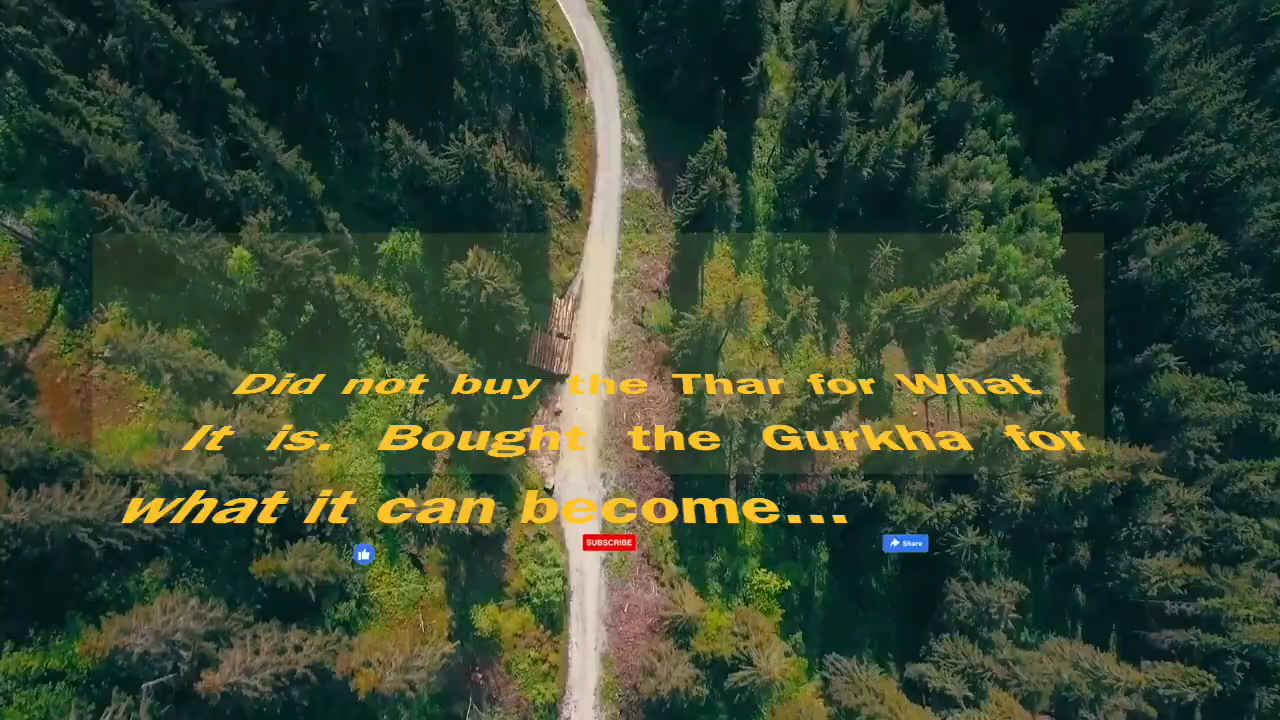 Did not buy the Thar for What
It is. Bought the Gurkha for
what it can become...
SUBSCRIBE
Share